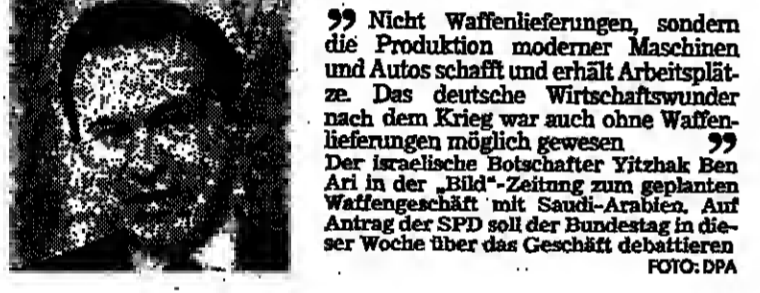 ❞ Nicht Waffenlieferungen, sondern
die Produktion moderner Maschinen
und Autos schafft und erhält Arbeitsplät-
ze. Das deutsche Wirtschaftswunder
nach dem Krieg war auch ohne Waffen-
lieferungen möglich gewesen ❞
Der israelische Botschafter Yitzhak Ben
Ari in der „Bild“-Zeitung zum geplanten
Waffengeschäft mit Saudi-Arabien. Auf
Antrag der SPD soll der Bundestag in die-
ser Woche über das Geschäft debattieren
FOTO: DPA